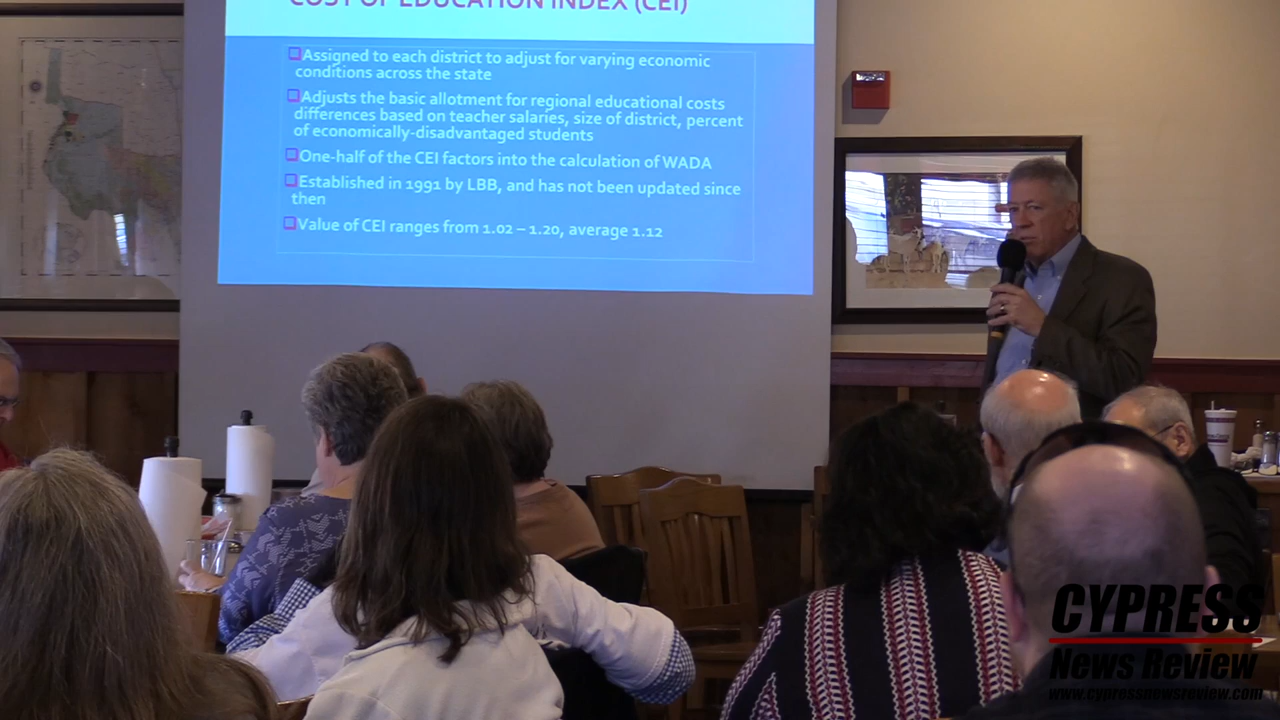 COST OF EDUCATION INDEX (CEI)
Assigned to each district to adjust for varying economic
conditions across the state
Adjusts the basic allotment for regional educational costs
differences based on teacher salaries, size of district, percent
of economically-disadvantaged students
One-half of the CEI factors into the calculation of WADA
Established in 1991 by LBB, and has not been updated since
then
Value of CEI ranges from 1.02 – 1.20, average 1.12
CYPRESS
News Review
www.cypressnewsreview.com